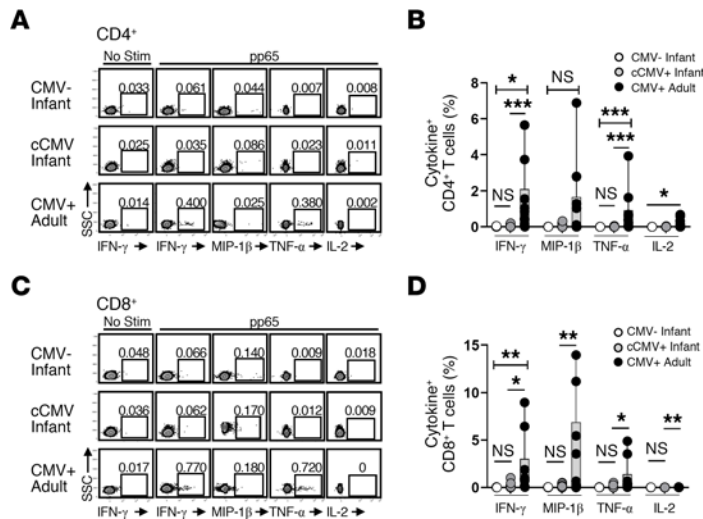 A
CD4⁺
No Stim pp65
CMV- Infant 0.033 0.061 0.044 0.007 0.008
cCMV Infant 0.025 0.035 0.086 0.023 0.011
CMV+ Adult 0.014 0.400 0.025 0.380 0.002
SSC
IFN-γ IFN-γ MIP-1β TNF-α IL-2
B
CMV- Infant
cCMV+ Infant
CMV+ Adult
Cytokine⁺
CD4⁺ T cells (%)
8
6
4
2
0
* NS ***
*** ***
NS NS *
IFN-γ MIP-1β TNF-α IL-2
C
CD8⁺
No Stim pp65
CMV- Infant 0.048 0.066 0.140 0.009 0.018
cCMV Infant 0.036 0.062 0.170 0.012 0.009
CMV+ Adult 0.017 0.770 0.180 0.720 0
SSC
IFN-γ IFN-γ MIP-1β TNF-α IL-2
D
CMV- Infant
cCMV+ Infant
CMV+ Adult
Cytokine⁺
CD8⁺ T cells (%)
15
10
5
0
** **
* * **
NS NS NS NS
IFN-γ MIP-1β TNF-α IL-2